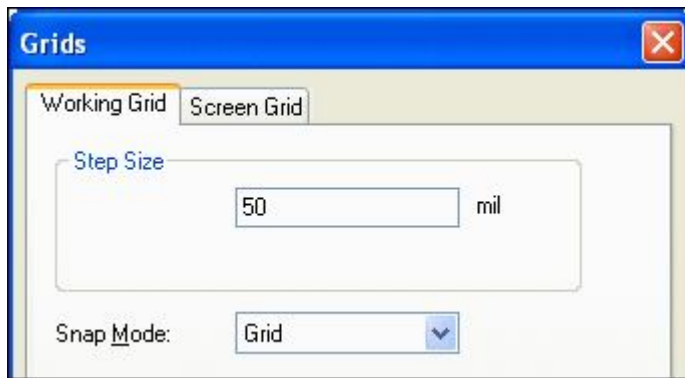 Grids
Working Grid Screen Grid
Step Size
50 mil
Snap Mode: Grid